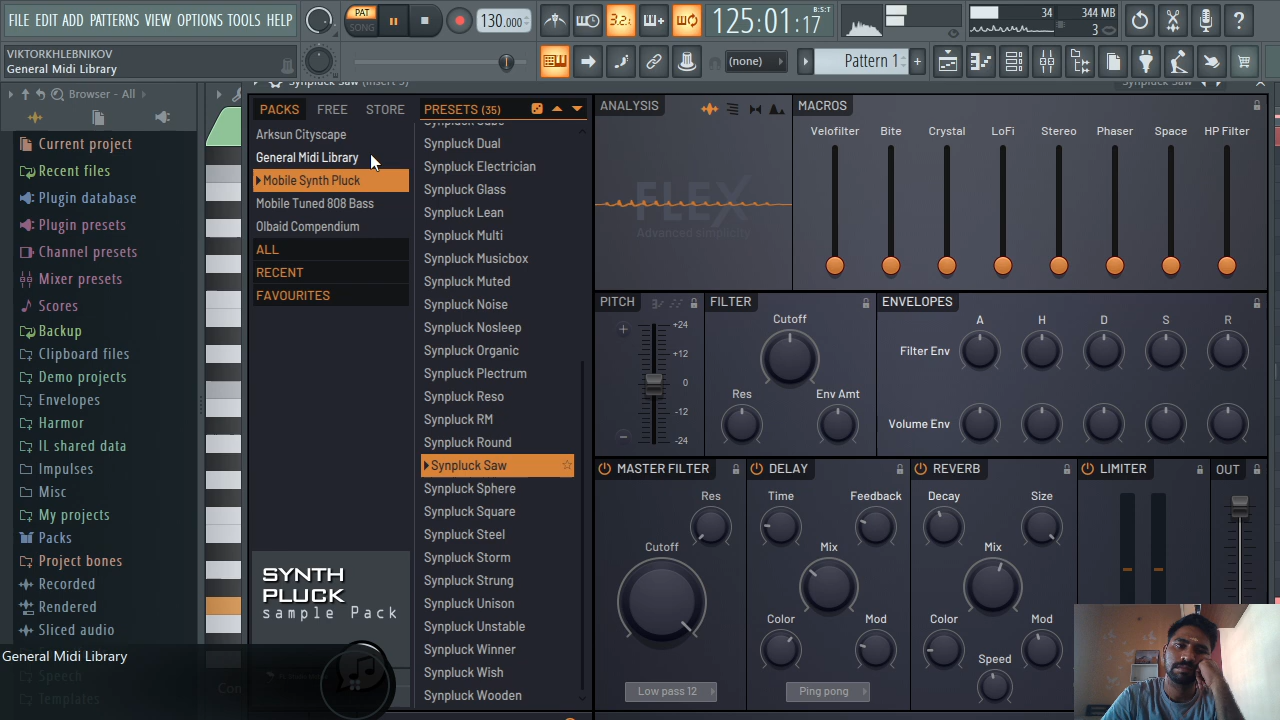 FILE EDIT ADD PATTERNS VIEW OPTIONS TOOLS HELP
PAT
SONG
130.000
3.2:
125:01:17
B:S:T
34
344 MB
3
VIKTORKHLEBNIKOV
General Midi Library
(none)
Pattern 1
Browser - All
Current project
Recent files
Plugin database
Plugin presets
Channel presets
Mixer presets
Scores
Backup
Clipboard files
Demo projects
Envelopes
Harmor
IL shared data
Impulses
Misc
My projects
Packs
Project bones
Recorded
Rendered
Sliced audio
Speech
Templates
General Midi Library
PACKS
FREE
STORE
Arksun Cityscape
General Midi Library
Mobile Synth Pluck
Mobile Tuned 808 Bass
Olbaid Compendium
ALL
RECENT
FAVOURITES
SYNTH
PLUCK
sample Pack
PRESETS (35)
Synpluck Dual
Synpluck Electrician
Synpluck Glass
Synpluck Lean
Synpluck Multi
Synpluck Musicbox
Synpluck Muted
Synpluck Noise
Synpluck Nosleep
Synpluck Organic
Synpluck Plectrum
Synpluck Reso
Synpluck RM
Synpluck Round
Synpluck Saw
Synpluck Sphere
Synpluck Square
Synpluck Steel
Synpluck Storm
Synpluck Strung
Synpluck Unison
Synpluck Unstable
Synpluck Winner
Synpluck Wish
Synpluck Wooden
ANALYSIS
FLEX
Advanced simplicity
MACROS
Velofilter Bite Crystal LoFi Stereo Phaser Space HP Filter
PITCH
+24
+12
0
-12
-24
FILTER
Cutoff
Res
Env Amt
ENVELOPES
A H D S R
Filter Env
Volume Env
MASTER FILTER
Res
Cutoff
Low pass 12
DELAY
Time
Feedback
Mix
Color
Mod
Ping pong
REVERB
Decay
Size
Mix
Color
Mod
Speed
LIMITER
OUT